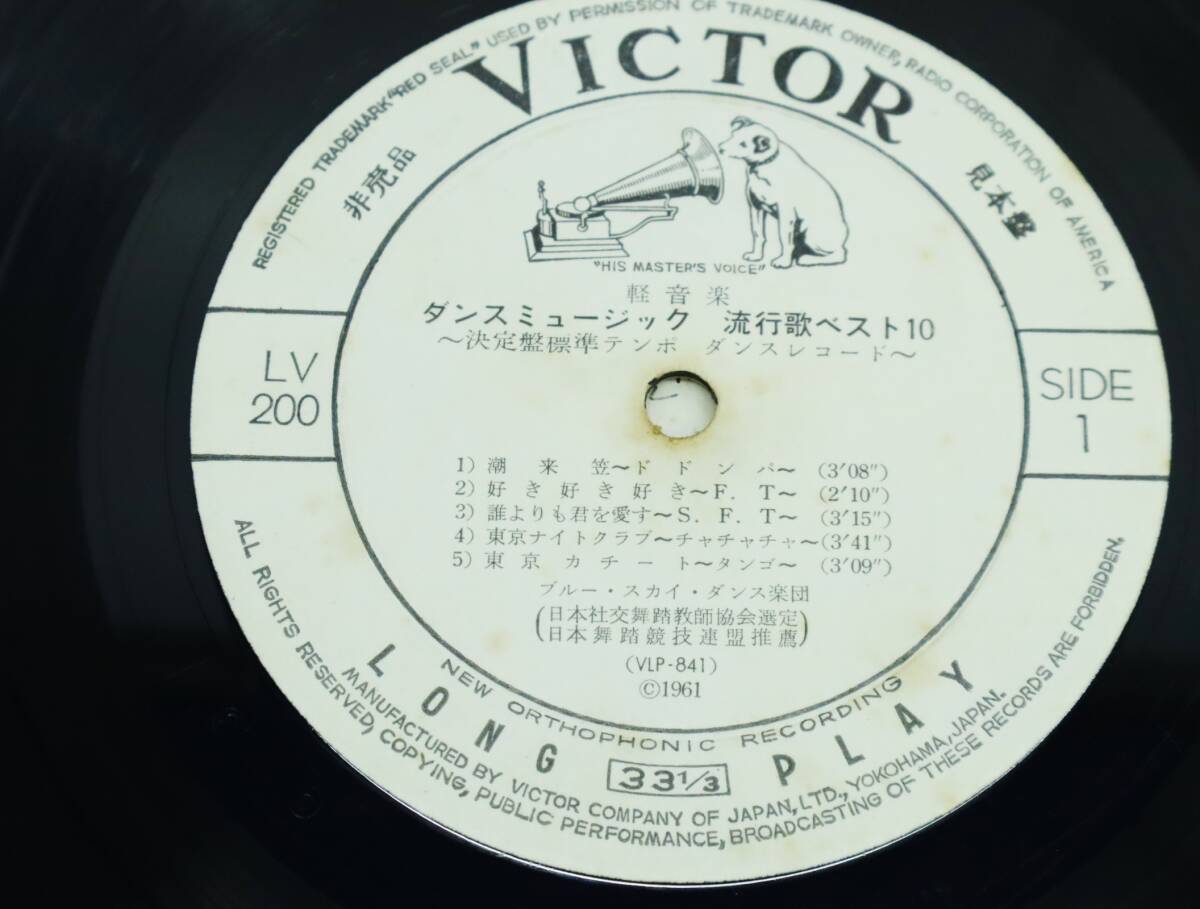 REGISTERED TRADEMARK "RED SEAL" USED BY PERMISSION OF TRADEMARK OWNER, RADIO CORPORATION OF AMERICA
VICTOR
非売品
見本盤
"HIS MASTER'S VOICE"
軽音楽
ダンスミュージック 流行歌ベスト10
～決定盤標準テンポ ダンスレコード～
LV
200
SIDE
1
1) 潮来笠～ドドンパ～ (3'08")
2) 好き好き好き～F.T～ (2'10")
3) 誰よりも君を愛す～S.F.T～ (3'15")
4) 東京ナイトクラブ～チャチャチャ～(3'41")
5) 東京カチート～タンゴ～ (3'09")
ブルー・スカイ・ダンス楽団
(日本社交舞踏教師協会選定
日本舞踏競技連盟推薦)
(VLP-841)
©1961
NEW ORTHOPHONIC RECORDING
LONG 33 1/3 PLAY
MANUFACTURED BY VICTOR COMPANY OF JAPAN, LTD., YOKOHAMA, JAPAN.
ALL RIGHTS RESERVED, COPYING, PUBLIC PERFORMANCE, BROADCASTING OF THESE RECORDS ARE FORBIDDEN.